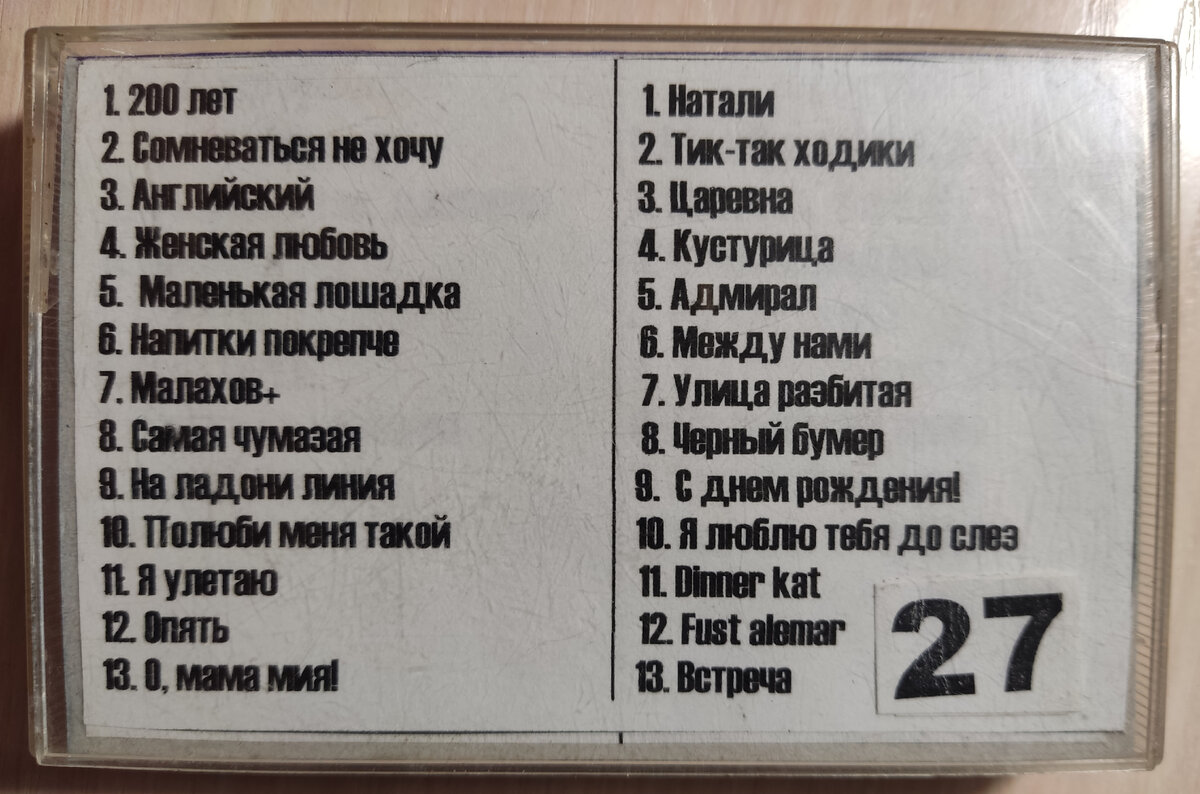 1. 200 лет
2. Сомневаться не хочу
3. Английский
4. Женская любовь
5. Маленькая лошадка
6. Напитки покрепче
7. Малахов+
8. Самая чумазая
9. На ладони линия
10. Полюби меня такой
11. Я улетаю
12. Опять
13. О, мама мия!
1. Натали
2. Тик-так ходики
3. Царевна
4. Кустурица
5. Адмирал
6. Между нами
7. Улица разбитая
8. Черный бумер
9. С днем рождения!
10. Я люблю тебя до слез
11. Dinner kat
12. Fust alemar
13. Встреча
27